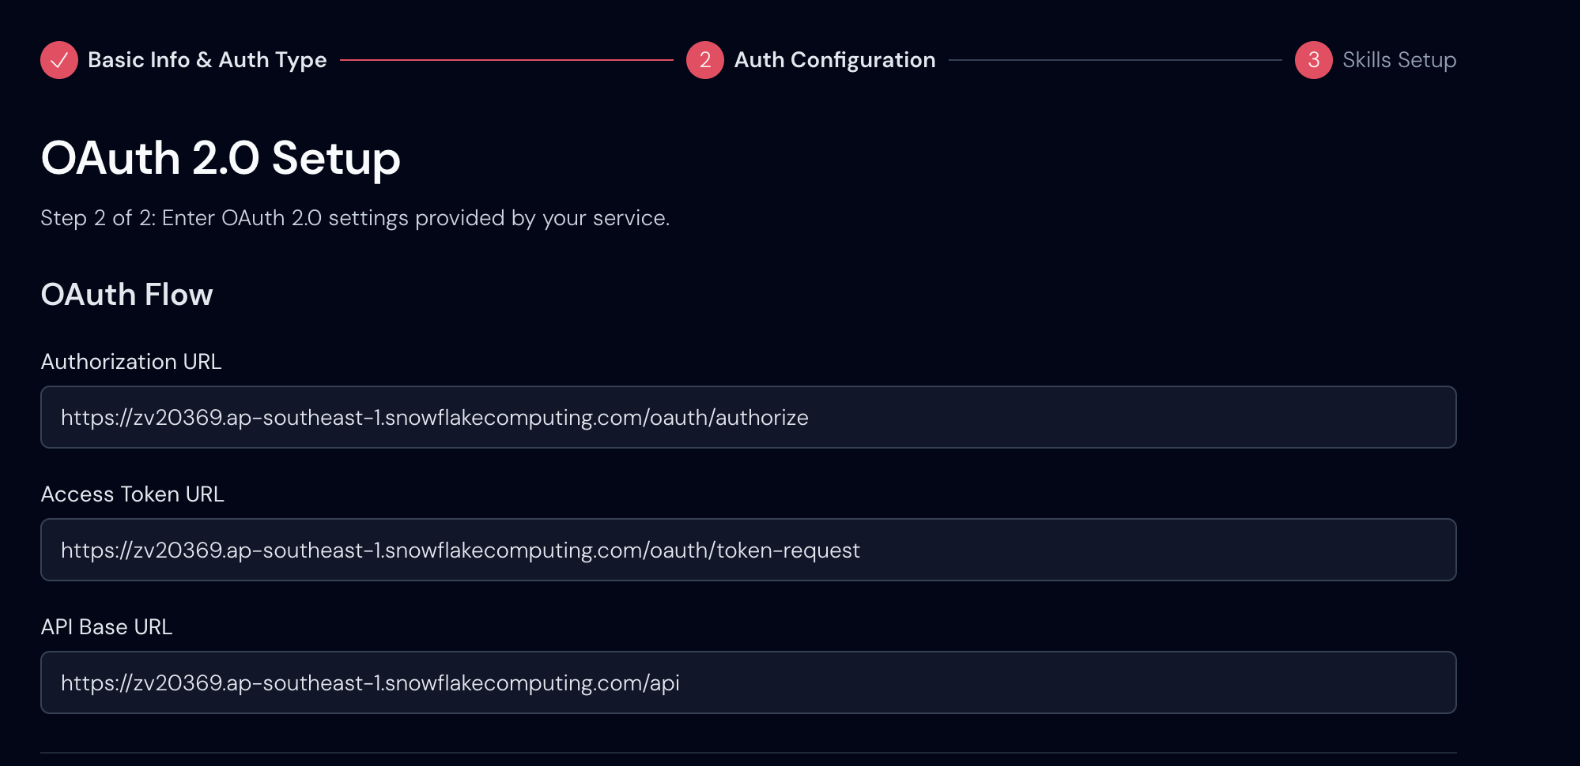 Basic Info & Auth Type
2 Auth Configuration
3 Skills Setup
OAuth 2.0 Setup
Step 2 of 2: Enter OAuth 2.0 settings provided by your service.
OAuth Flow
Authorization URL
https://zv20369.ap-southeast-1.snowflakecomputing.com/oauth/authorize
Access Token URL
https://zv20369.ap-southeast-1.snowflakecomputing.com/oauth/token-request
API Base URL
https://zv20369.ap-southeast-1.snowflakecomputing.com/api